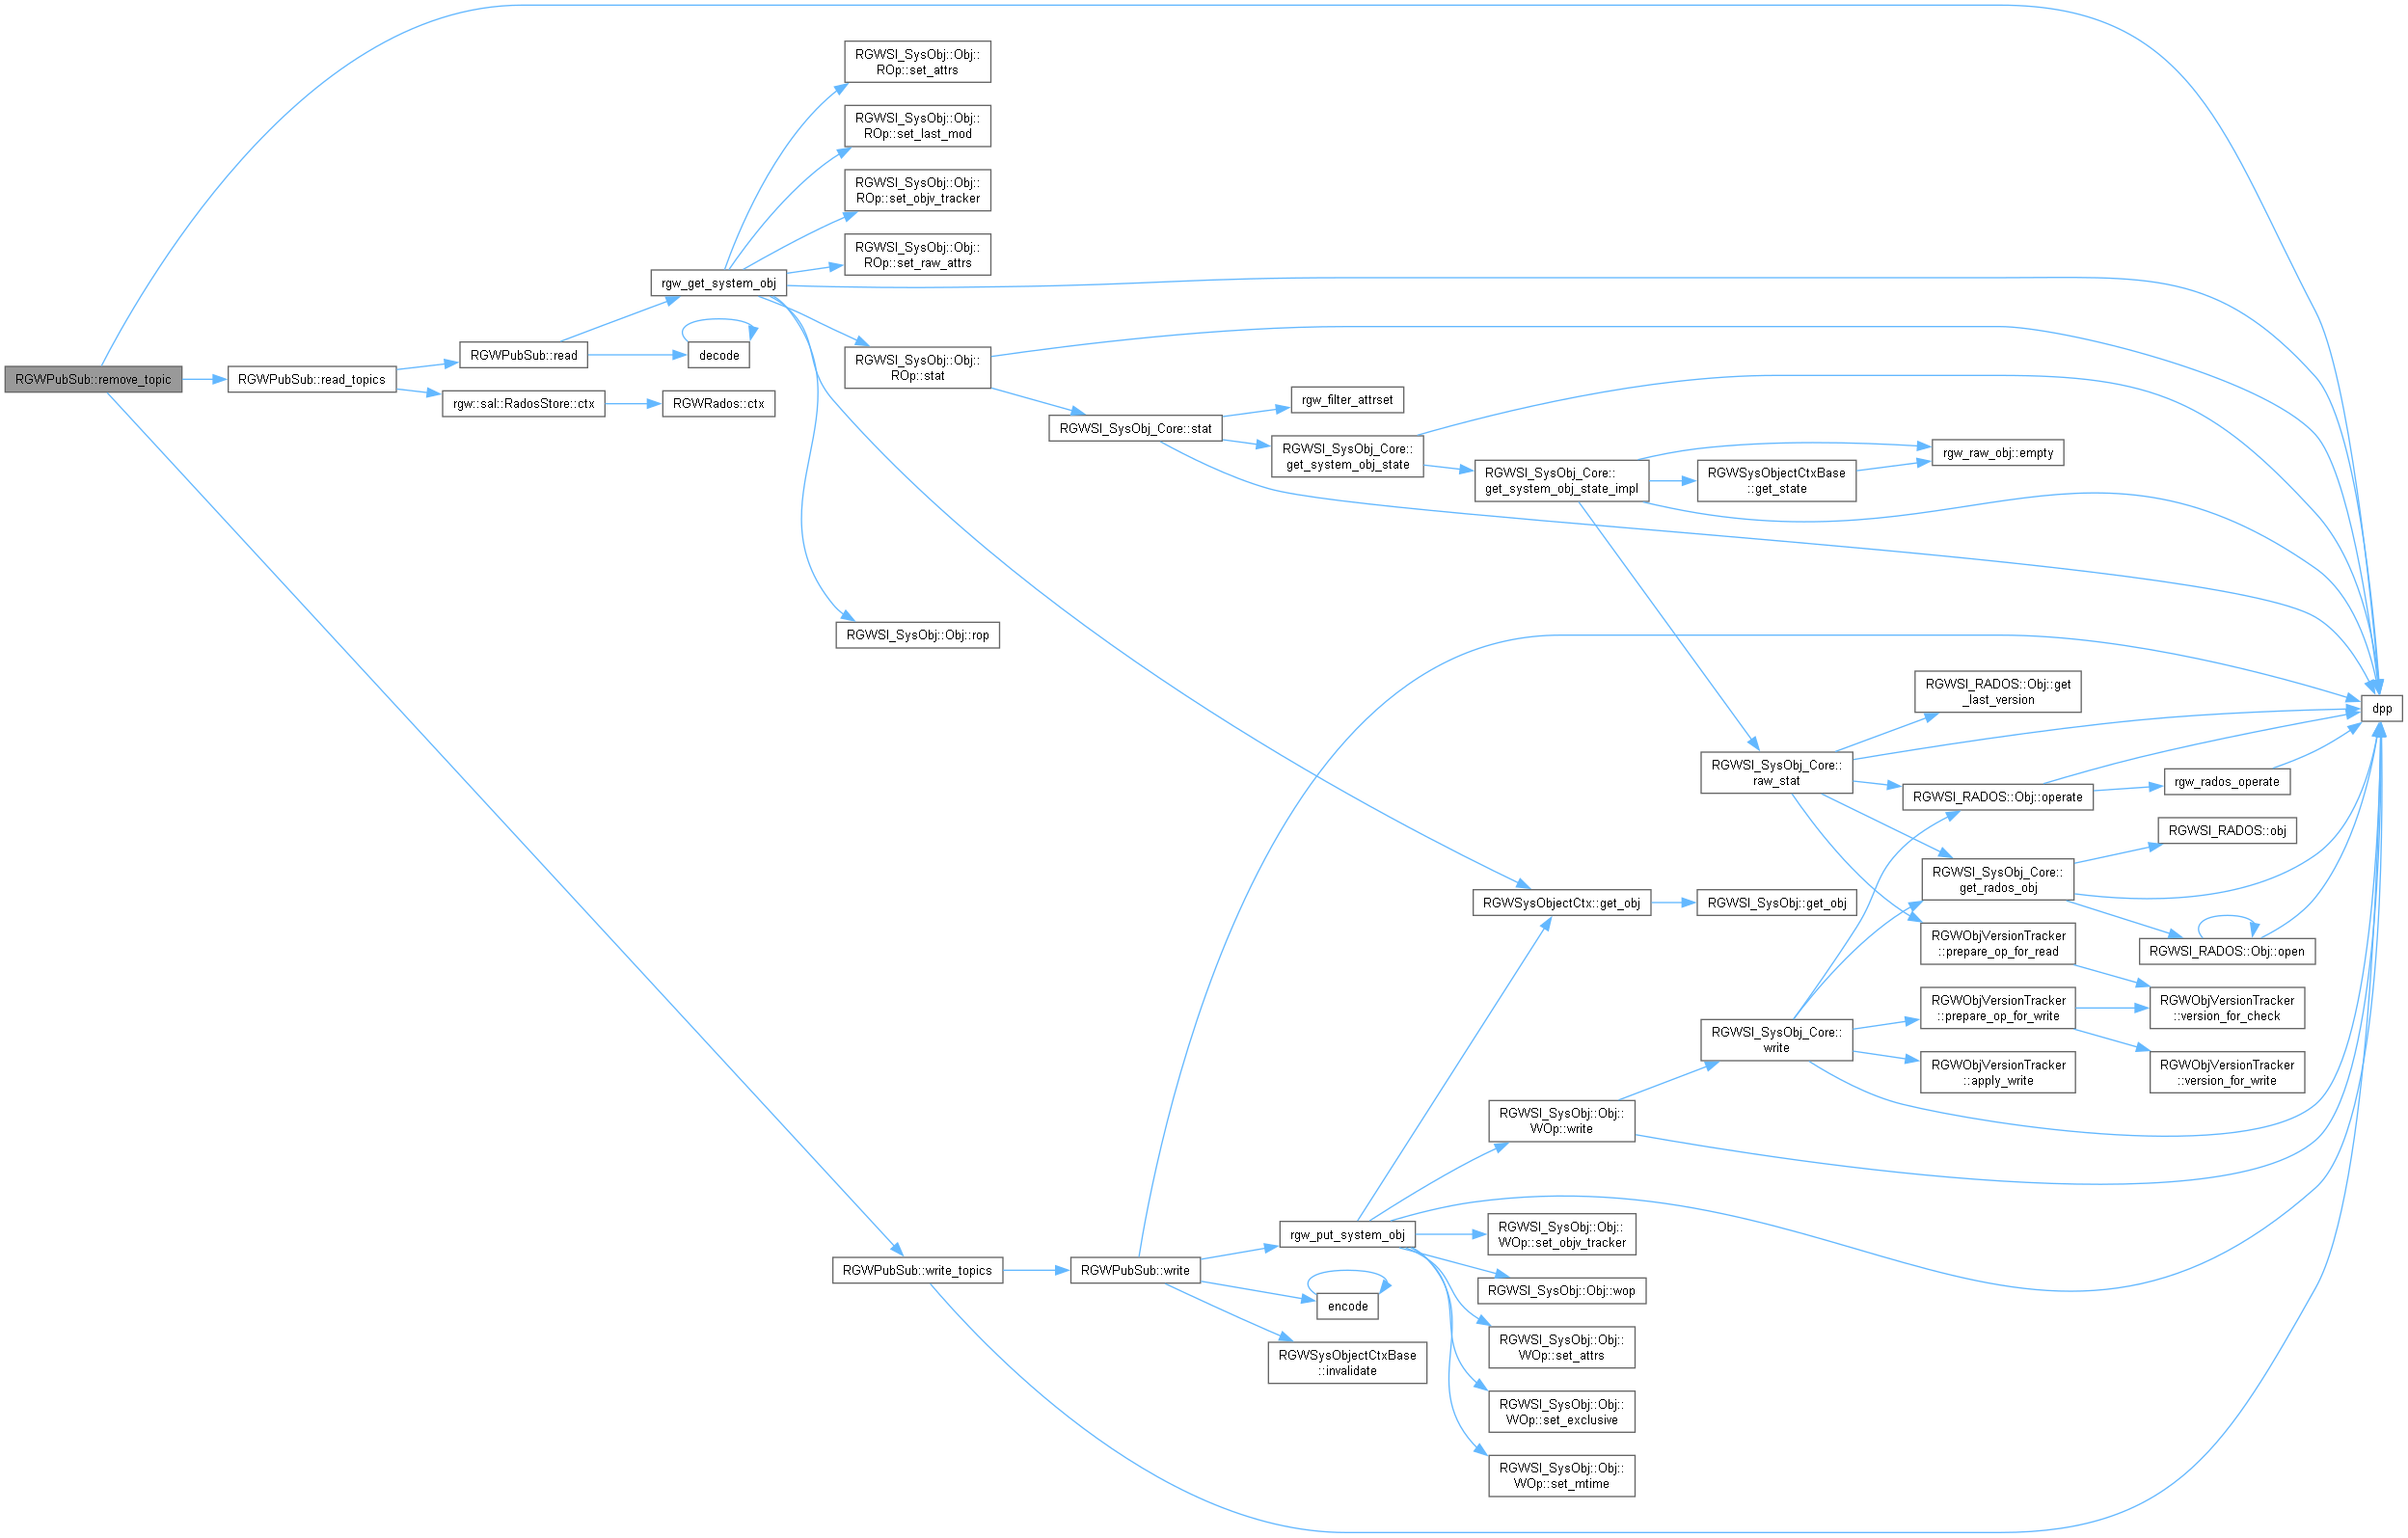 RGWPubSub::remove_topic
RGWPubSub::read_topics
RGWPubSub::read
rgw::sal::RadosStore::ctx
rgw_get_system_obj
decode
RGWRados::ctx
RGWSI_SysObj::Obj::
ROp::set_attrs
RGWSI_SysObj::Obj::
ROp::set_last_mod
RGWSI_SysObj::Obj::
ROp::set_objv_tracker
RGWSI_SysObj::Obj::
ROp::set_raw_attrs
RGWSI_SysObj::Obj::
ROp::stat
RGWSI_SysObj::Obj::rop
RGWSI_SysObj_Core::stat
rgw_filter_attrset
RGWSI_SysObj_Core::
get_system_obj_state
RGWSI_SysObj_Core::
get_system_obj_state_impl
RGWSysObjectCtxBase
::get_state
rgw_raw_obj::empty
RGWSI_RADOS::Obj::get
_last_version
dpp
RGWSI_SysObj_Core::
raw_stat
RGWSI_RADOS::Obj::operate
rgw_rados_operate
RGWSI_RADOS::obj
RGWSI_SysObj_Core::
get_rados_obj
RGWSysObjectCtx::get_obj
RGWSI_SysObj::get_obj
RGWObjVersionTracker
::prepare_op_for_read
RGWSI_RADOS::Obj::open
RGWObjVersionTracker
::prepare_op_for_write
RGWObjVersionTracker
::version_for_check
RGWSI_SysObj_Core::
write
RGWObjVersionTracker
::apply_write
RGWObjVersionTracker
::version_for_write
RGWSI_SysObj::Obj::
WOp::write
rgw_put_system_obj
RGWSI_SysObj::Obj::
WOp::set_objv_tracker
RGWPubSub::write_topics
RGWPubSub::write
RGWSI_SysObj::Obj::wop
encode
RGWSI_SysObj::Obj::
WOp::set_attrs
RGWSysObjectCtxBase
::invalidate
RGWSI_SysObj::Obj::
WOp::set_exclusive
RGWSI_SysObj::Obj::
WOp::set_mtime